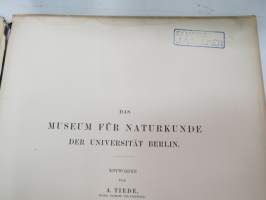 DAS
MUSEUM FÜR NATURKUNDE
DER UNIVERSITÄT BERLIN.
ENTWORFEN
VON
A. TIEDE,